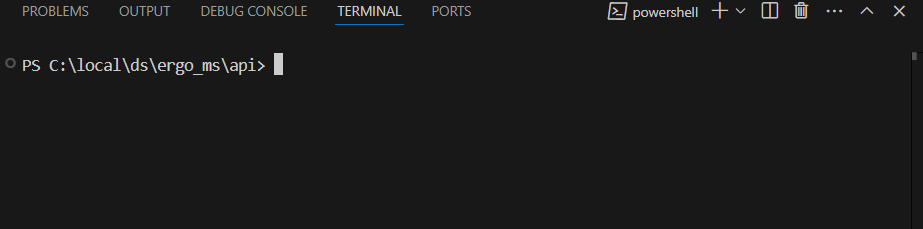 PROBLEMS OUTPUT DEBUG CONSOLE TERMINAL PORTS powershell
PS C:\local\ds\ergo_ms\api>